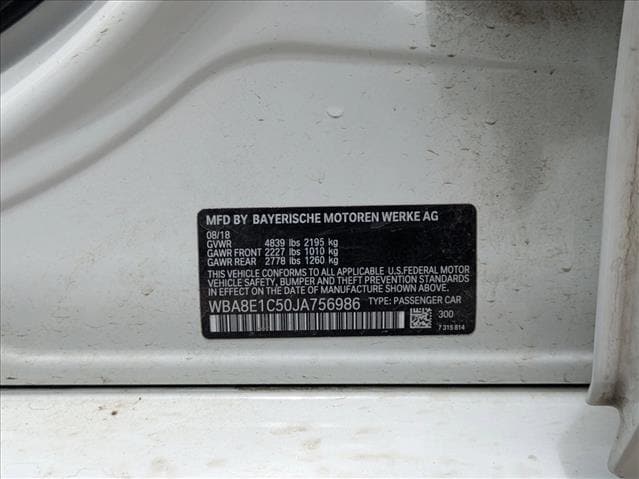 MFD BY BAYERISCHE MOTOREN WERKE AG
08/18
GVWR 4839 lbs 2195 kg
GAWR FRONT 2227 lbs 1010 kg
GAWR REAR 2778 lbs 1260 kg
THIS VEHICLE CONFORMS TO ALL APPLICABLE U.S.FEDERAL MOTOR
VEHICLE SAFETY, BUMPER AND THEFT PREVENTION STANDARDS
IN EFFECT ON THE DATE OF MANUFACTURE SHOWN ABOVE.
WBA8E1C50JA756986 TYPE: PASSENGER CAR
300
7 315 814